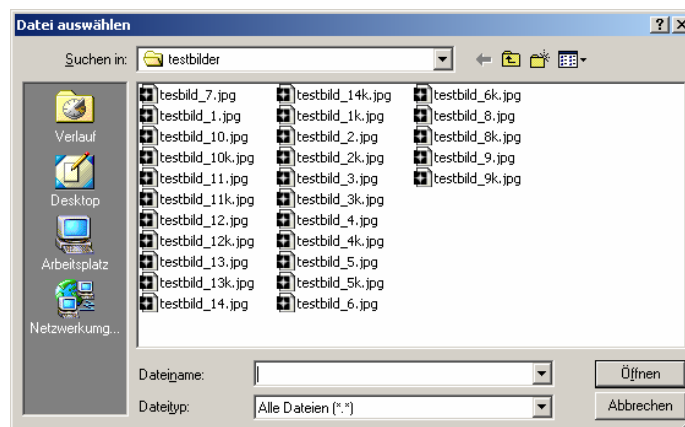 Datei auswählen
Suchen in: testbilder
Verlauf
Desktop
Arbeitsplatz
Netzwerkumg...
tesbild_7.jpg
testbild_1.jpg
testbild_10.jpg
testbild_10k.jpg
testbild_11.jpg
testbild_11k.jpg
testbild_12.jpg
testbild_12k.jpg
testbild_13.jpg
testbild_13k.jpg
testbild_14.jpg
testbild_14k.jpg
testbild_1k.jpg
testbild_2.jpg
testbild_2k.jpg
testbild_3.jpg
testbild_3k.jpg
testbild_4.jpg
testbild_4k.jpg
testbild_5.jpg
testbild_5k.jpg
testbild_6.jpg
testbild_6k.jpg
testbild_8.jpg
testbild_8k.jpg
testbild_9.jpg
testbild_9k.jpg
Dateiname:
Öffnen
Dateityp: Alle Dateien (*.*)
Abbrechen